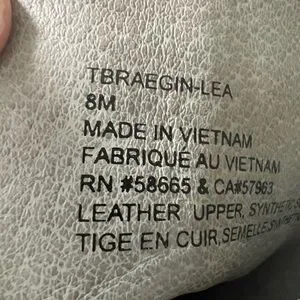 TBRAEGIN-LEA
8M
MADE IN VIETNAM
FABRIQUE AU VIETNAM
RN #58665 & CA#57963
LEATHER UPPER, SYNTHETIC
TIGE EN CUIR, SEMELLE